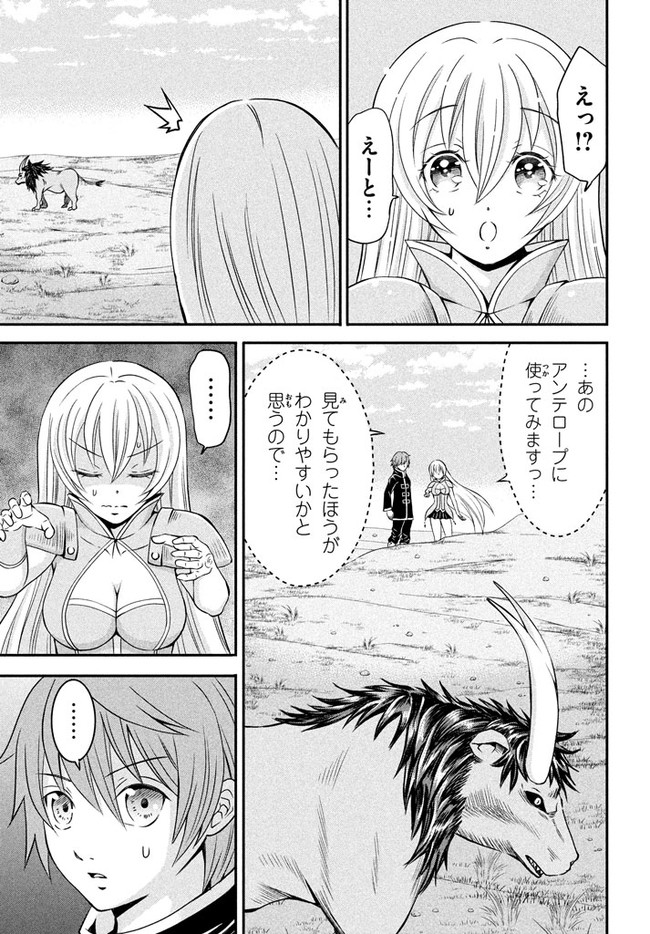 えっ!?
えーと…
…あの
アンテロープに
使ってみますっ…
見てもらったほうが
わかりやすいかと
思うので…
……
……